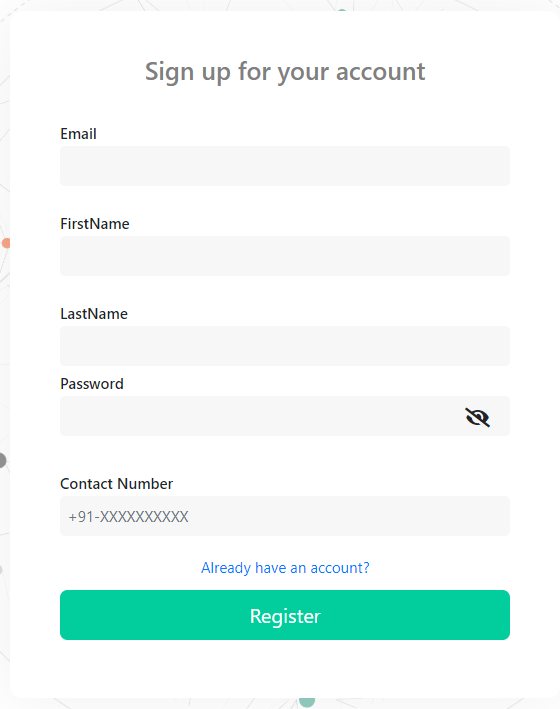 Sign up for your account
Email
FirstName
LastName
Password
Contact Number
+91-XXXXXXXXXX
Already have an account?
Register